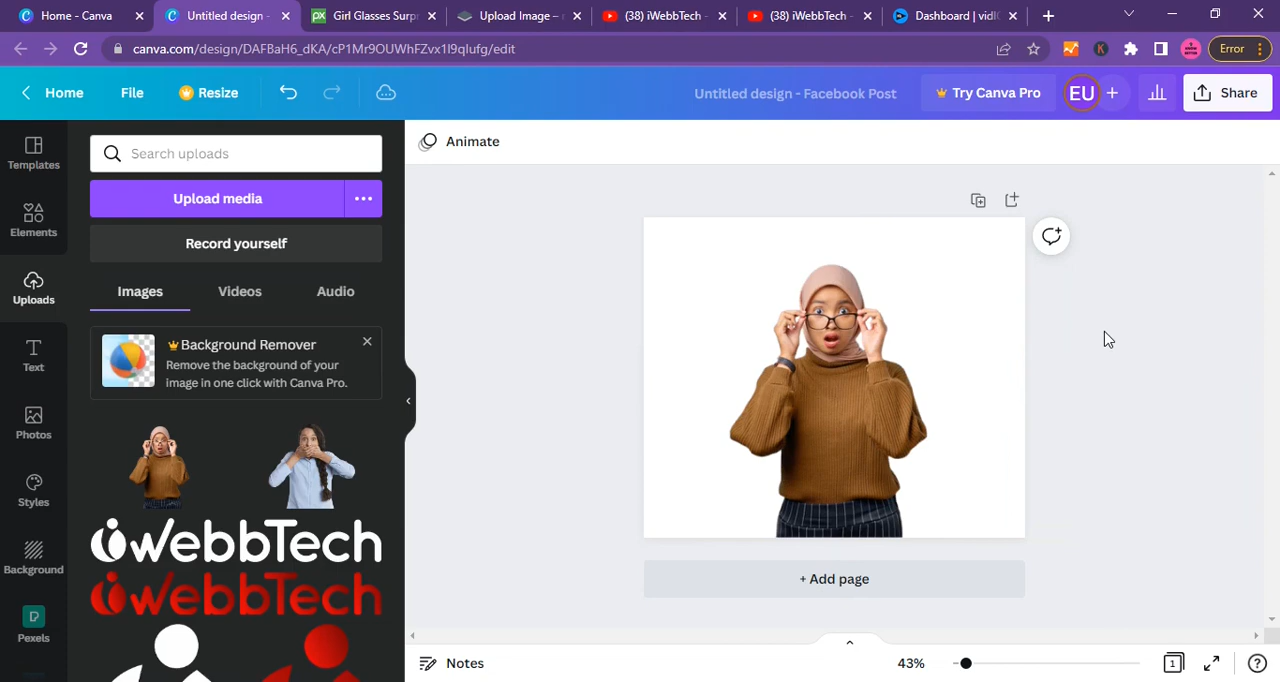 Home - Canva
Untitled design -
Girl Glasses Surp
Upload Image –
(38) iWebbTech -
(38) iWebbTech -
Dashboard | vidI
canva.com/design/DAFBaH6_dKA/cP1Mr9OUWhFZvx1I9qlufg/edit
Error
Home
File
Resize
Untitled design - Facebook Post
Try Canva Pro
EU
Share
Templates
Elements
Uploads
Text
Photos
Styles
Background
Pexels
Search uploads
Upload media
Record yourself
Images
Videos
Audio
Background Remover
Remove the background of your
image in one click with Canva Pro.
iWebbTech
iWebbTech
Animate
+ Add page
Notes
43%
1